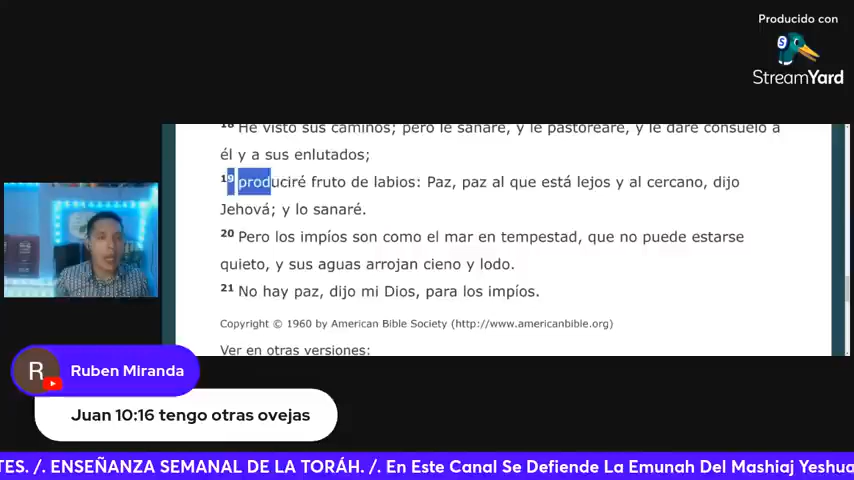 Producido con
StreamYard
18 He visto sus caminos; pero le sanaré, y le pastorearé, y le daré consuelo a
él y a sus enlutados;
19 produciré fruto de labios: Paz, paz al que está lejos y al cercano, dijo
Jehová; y lo sanaré.
20 Pero los impíos son como el mar en tempestad, que no puede estarse
quieto, y sus aguas arrojan cieno y lodo.
21 No hay paz, dijo mi Dios, para los impíos.
Copyright © 1960 by American Bible Society (http://www.americanbible.org)
Ver en otras versiones:
R Ruben Miranda
Juan 10:16 tengo otras ovejas
TES. /. ENSEÑANZA SEMANAL DE LA TORÁH. /. En Este Canal Se Defiende La Emunah Del Mashiaj Yeshua